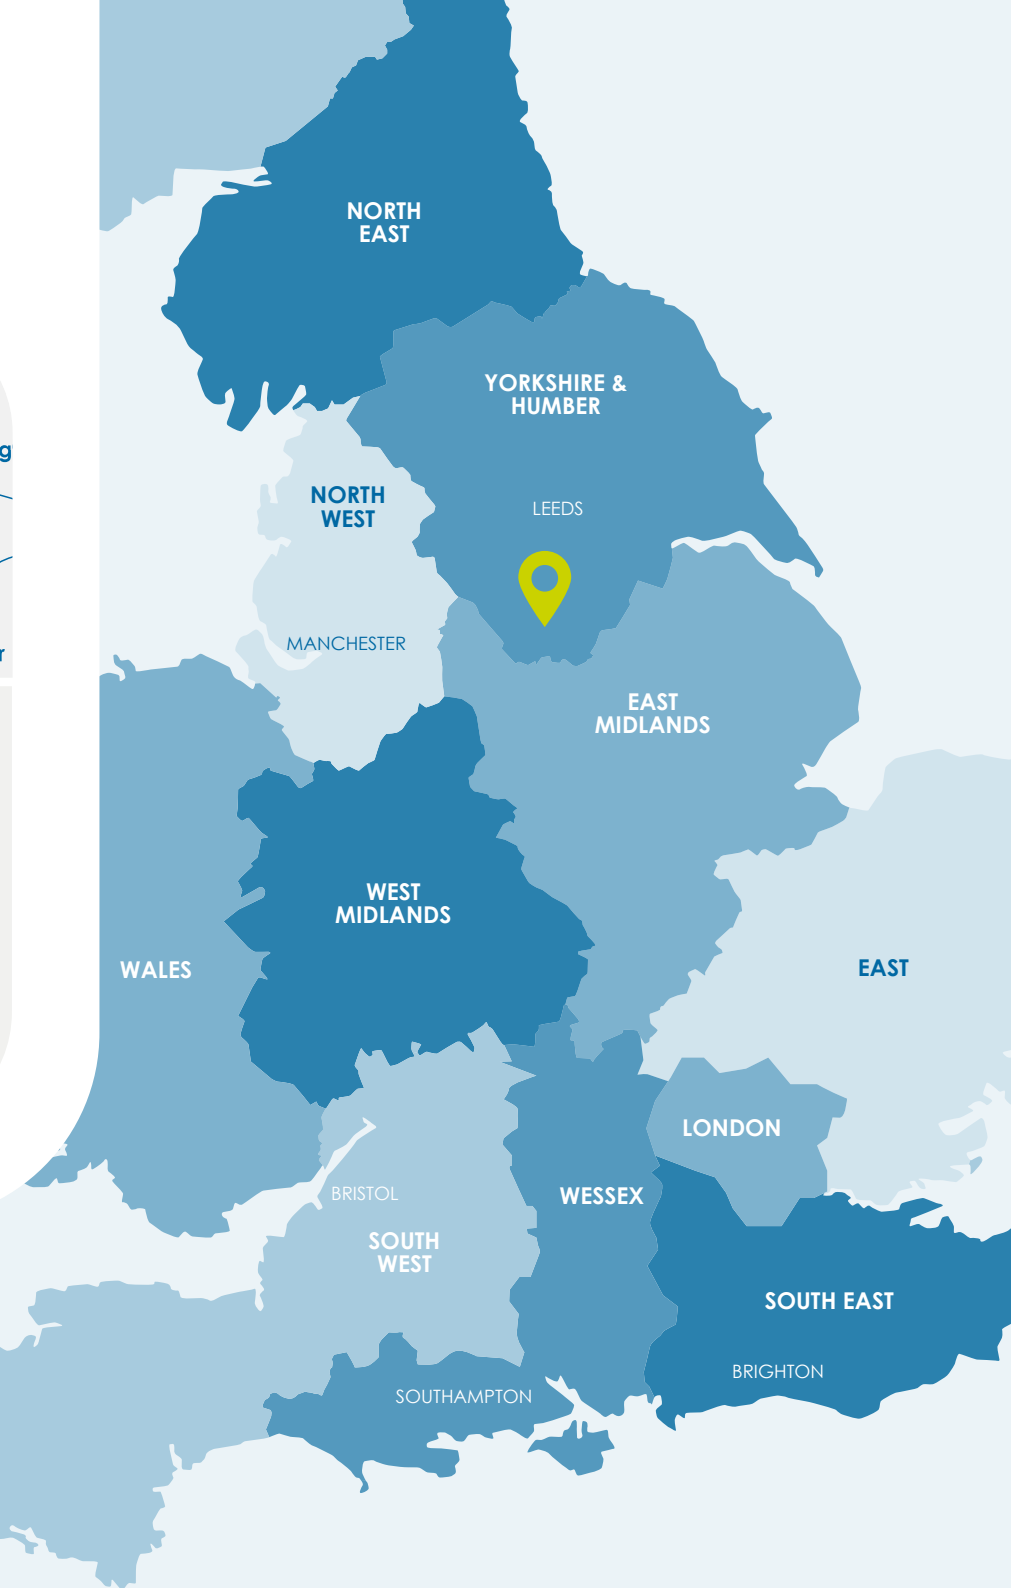 NORTH
EAST
YORKSHIRE &
HUMBER
g
NORTH
WEST
LEEDS
MANCHESTER
r
EAST
MIDLANDS
WEST
MIDLANDS
WALES
EAST
LONDON
BRISTOL
WESSEX
SOUTH
WEST
SOUTH EAST
BRIGHTON
SOUTHAMPTON